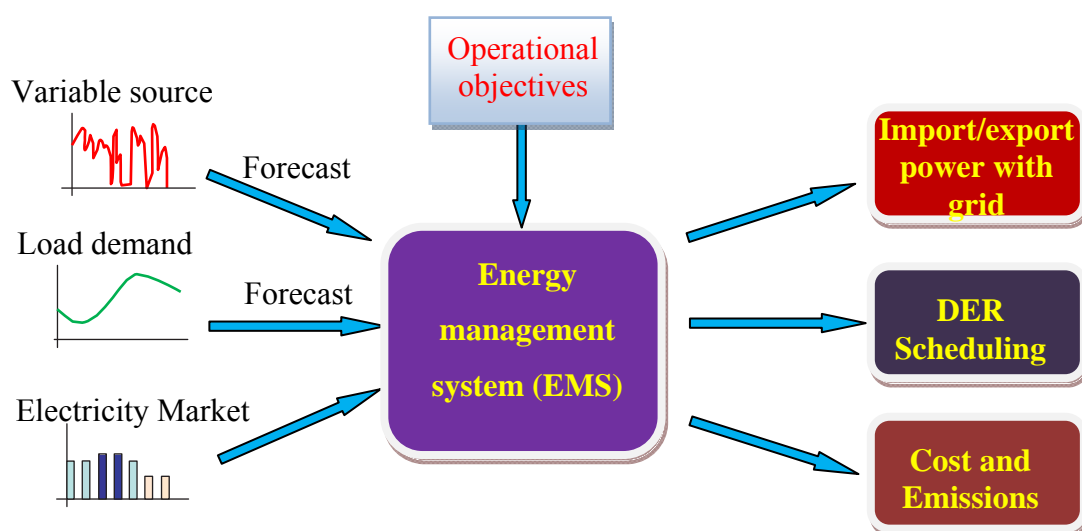 Operational
objectives
Variable source
Forecast
Load demand
Forecast
Electricity Market
Energy
management
system (EMS)
Import/export
power with
grid
DER
Scheduling
Cost and
Emissions